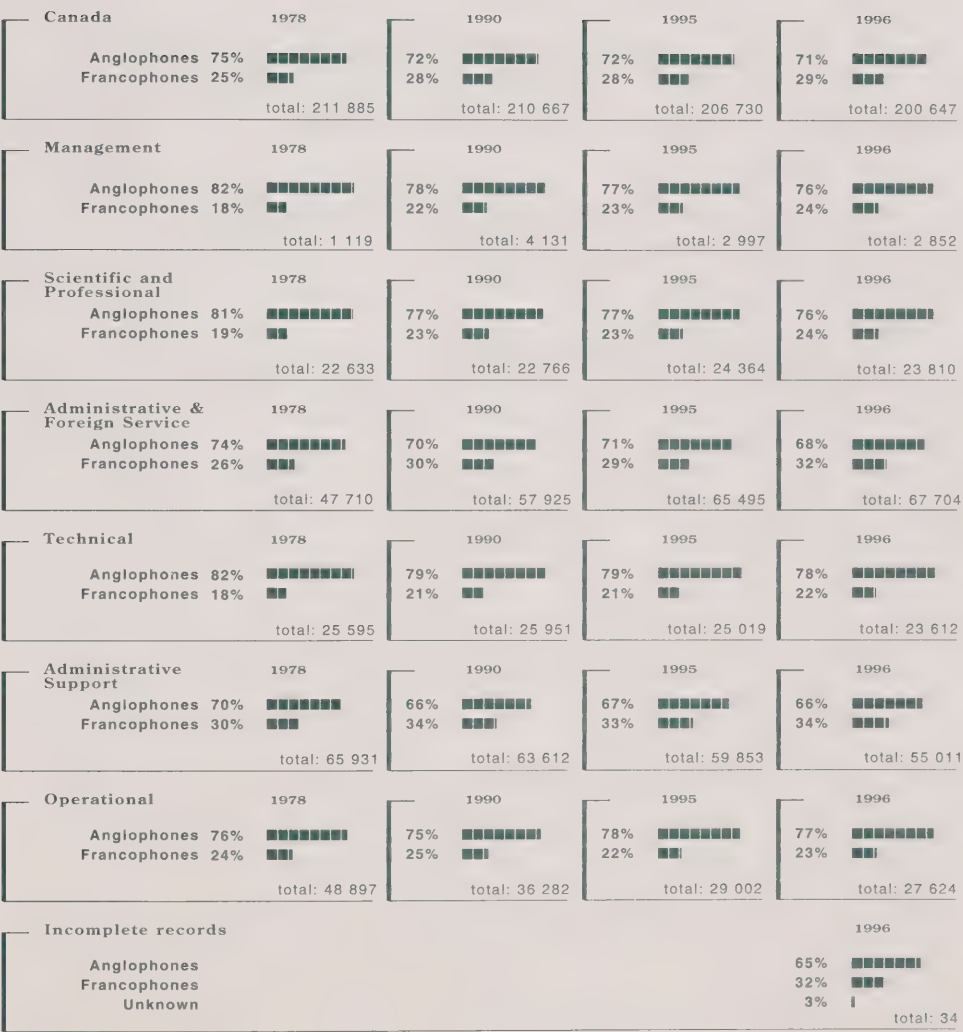 Canada 1978 1990 1995 1996
Anglophones 75% 72% 72% 71%
Francophones 25% 28% 28% 29%
total: 211 885 total: 210 667 total: 206 730 total: 200 647
Management 1978 1990 1995 1996
Anglophones 82% 78% 77% 76%
Francophones 18% 22% 23% 24%
total: 1 119 total: 4 131 total: 2 997 total: 2 852
Scientific and 1978 1990 1995 1996
Professional
Anglophones 81% 77% 77% 76%
Francophones 19% 23% 23% 24%
total: 22 633 total: 22 766 total: 24 364 total: 23 810
Administrative & 1978 1990 1995 1996
Foreign Service
Anglophones 74% 70% 71% 68%
Francophones 26% 30% 29% 32%
total: 47 710 total: 57 925 total: 65 495 total: 67 704
Technical 1978 1990 1995 1996
Anglophones 82% 79% 79% 78%
Francophones 18% 21% 21% 22%
total: 25 595 total: 25 951 total: 25 019 total: 23 612
Administrative 1978 1990 1995 1996
Support
Anglophones 70% 66% 67% 66%
Francophones 30% 34% 33% 34%
total: 65 931 total: 63 612 total: 59 853 total: 55 011
Operational 1978 1990 1995 1996
Anglophones 76% 75% 78% 77%
Francophones 24% 25% 22% 23%
total: 48 897 total: 36 282 total: 29 002 total: 27 624
Incomplete records 1996
Anglophones 65%
Francophones 32%
Unknown 3%
total: 34